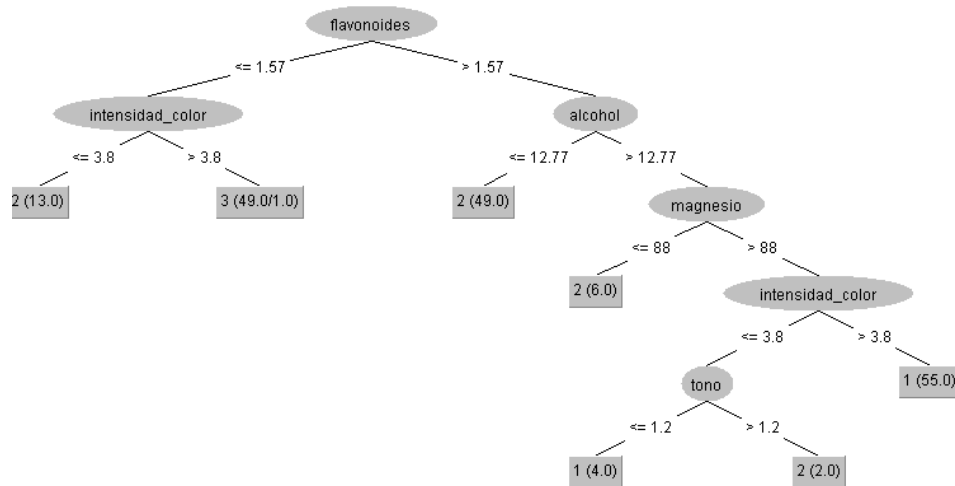 flavonoides
<= 1.57 > 1.57
intensidad_color alcohol
<= 3.8 > 3.8 <= 12.77 > 12.77
2 (13.0) 3 (49.0/1.0) 2 (49.0) magnesio
<= 88 > 88
2 (6.0) intensidad_color
<= 3.8 > 3.8
tono 1 (55.0)
<= 1.2 > 1.2
1 (4.0) 2 (2.0)